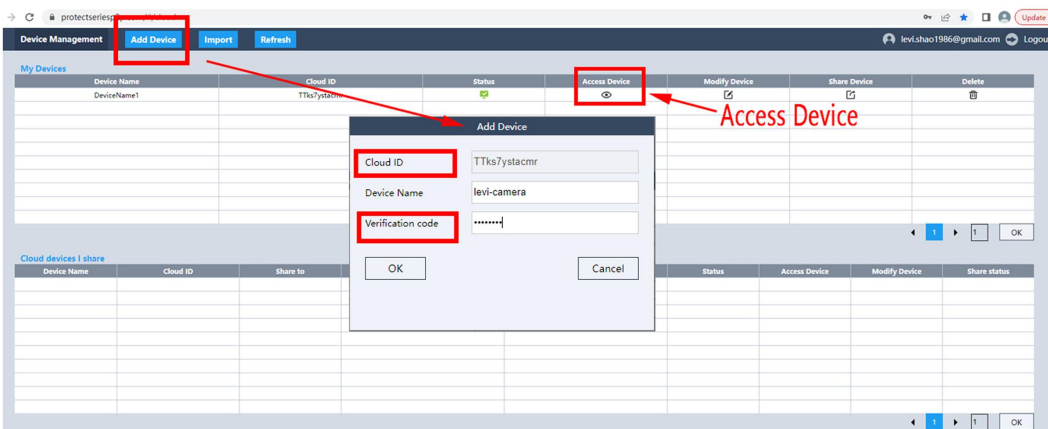 Update
Device Management Add Device Import Refresh levi.shao1986@gmail.com Logou
My Devices
Device Name Cloud ID Status Access Device Modify Device Share Device Delete
DeviceName1 TTks7ystacmr
Access Device
Add Device
Cloud ID TTks7ystacmr
Device Name levi-camera
Verification code ••••••••
1 1 OK
OK Cancel
Cloud devices I share
Device Name Cloud ID Share to Status Access Device Modify Device Share status
1 1 OK